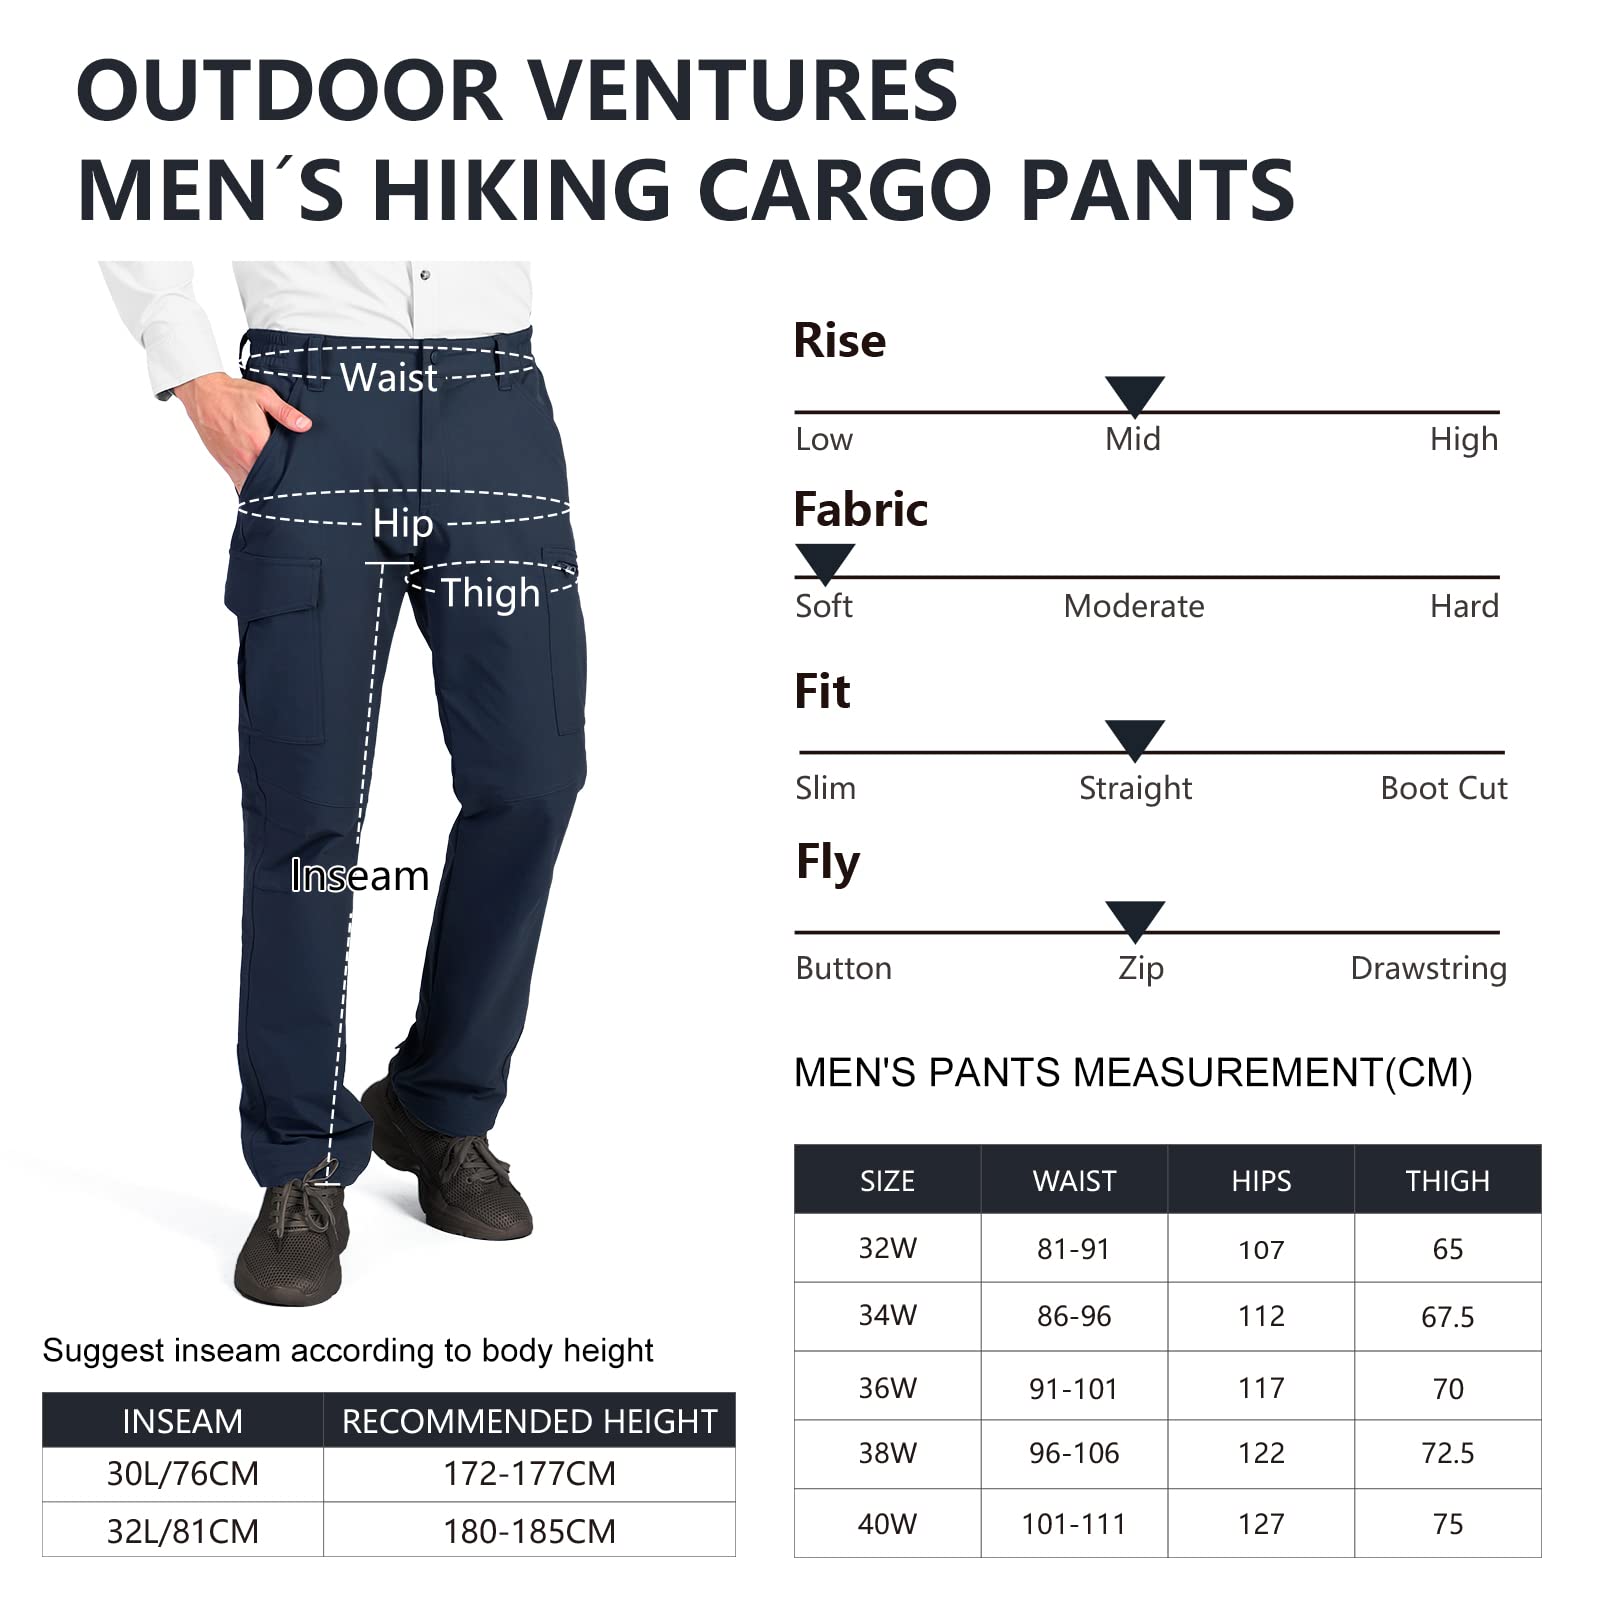 OUTDOOR VENTURES
MEN´S HIKING CARGO PANTS
Waist
Hip
Thigh
Inseam
Rise
Low Mid High
Fabric
Soft Moderate Hard
Fit
Slim Straight Boot Cut
Fly
Button Zip Drawstring
MEN'S PANTS MEASUREMENT(CM)
SIZE WAIST HIPS THIGH
32W 81-91 107 65
34W 86-96 112 67.5
36W 91-101 117 70
38W 96-106 122 72.5
40W 101-111 127 75
Suggest inseam according to body height
INSEAM RECOMMENDED HEIGHT
30L/76CM 172-177CM
32L/81CM 180-185CM